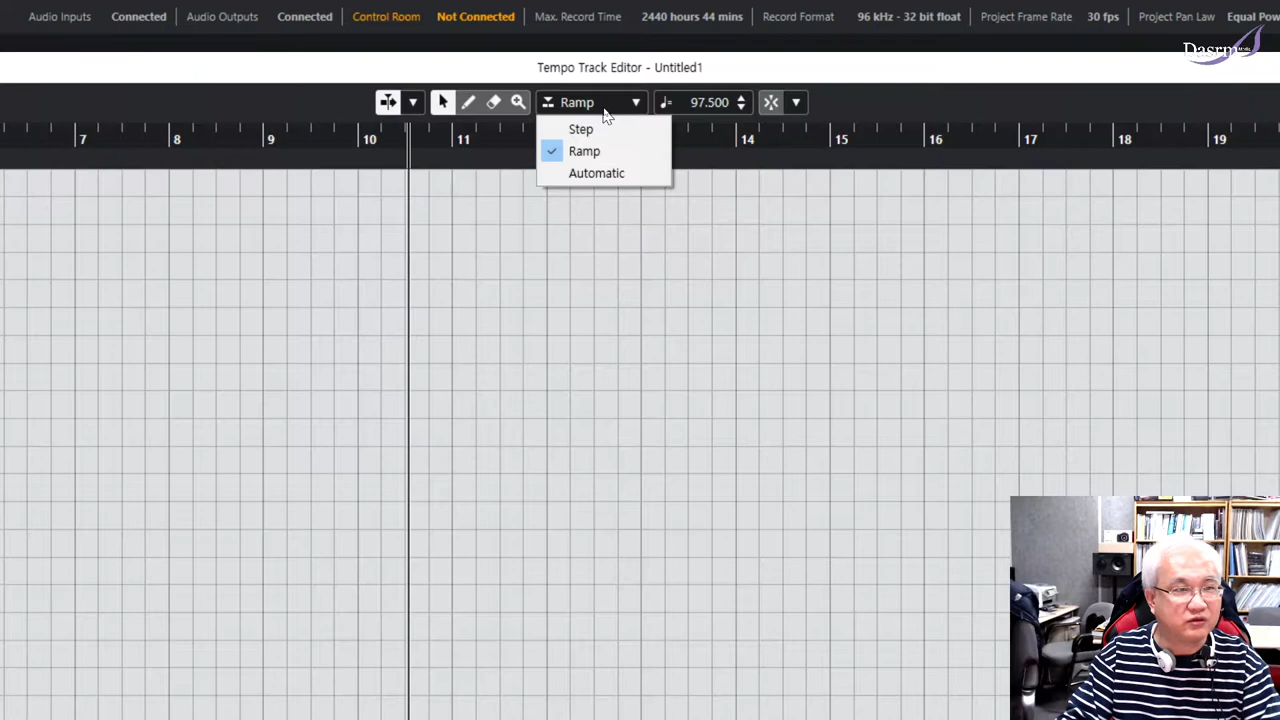 Audio Inputs Connected Audio Outputs Connected Control Room Not Connected Max. Record Time 2440 hours 44 mins Record Format 96 kHz - 32 bit float Project Frame Rate 30 fps Project Pan Law Equal Pow
Dasrm Media
Tempo Track Editor - Untitled1
Ramp 97.500
7 8 9 10 11 14 15 16 17 18 19
Step
Ramp
Automatic